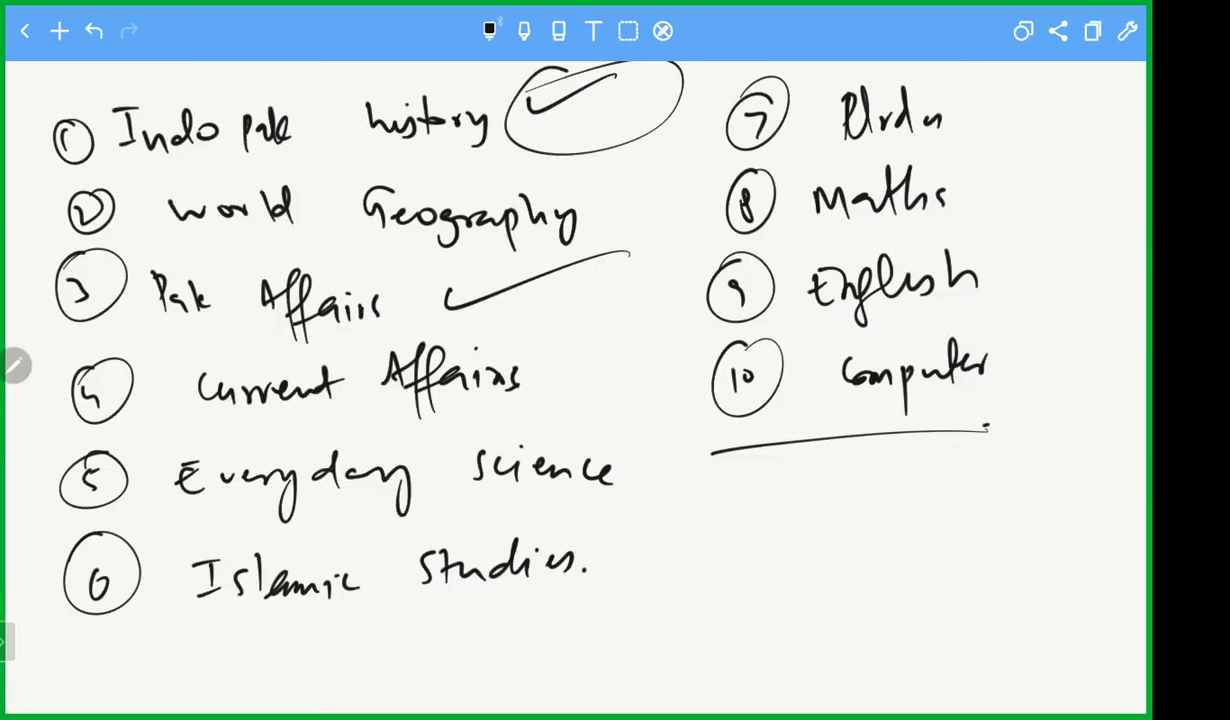 1 Indo Pak history
2 World Geography
3 Pak Affairs
4 Current Affairs
5 Everyday Science
6 Islamic Studies.
7 Urdu
8 Maths
9 English
10 Computer